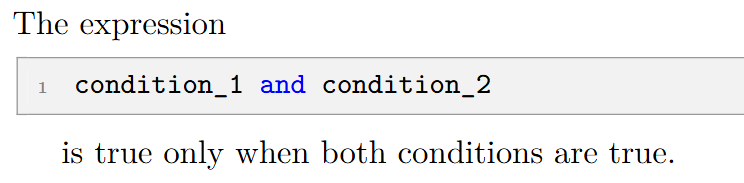 The expression
1 condition_1 and condition_2
is true only when both conditions are true.